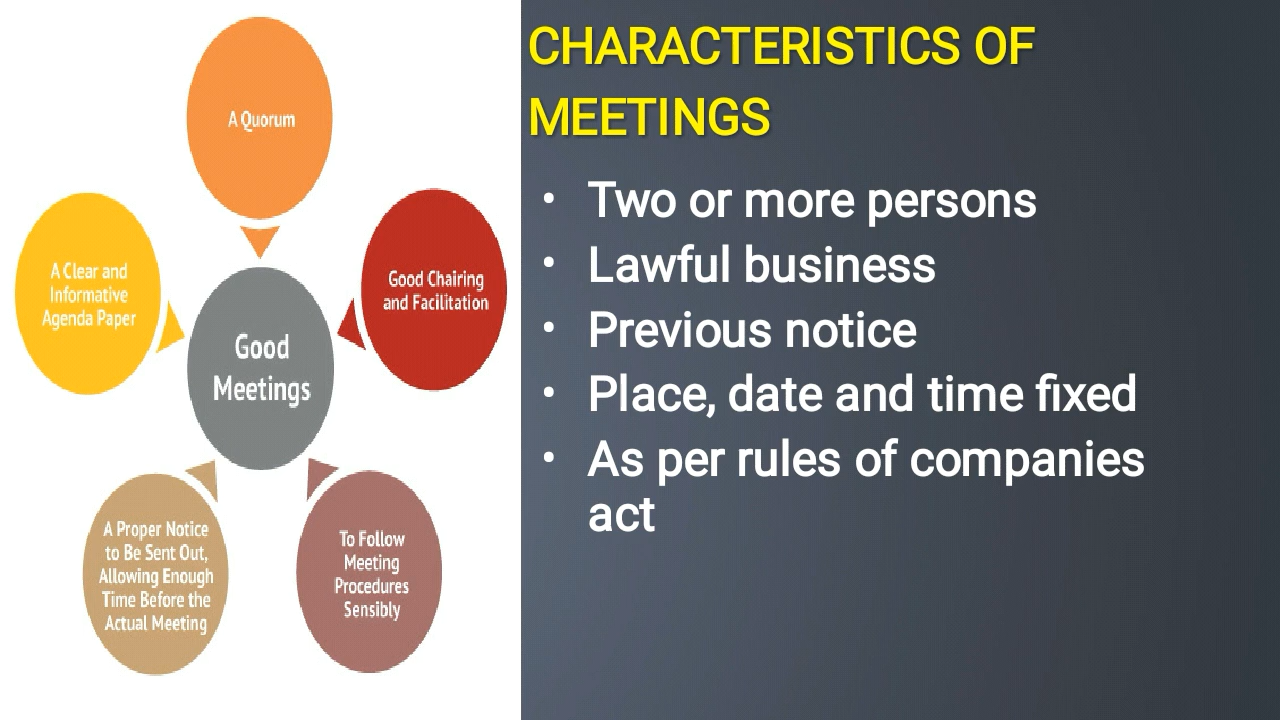 A Quorum
A Clear and
Informative
Agenda Paper
Good Chairing
and Facilitation
Good
Meetings
A Proper Notice
to Be Sent Out,
Allowing Enough
Time Before the
Actual Meeting
To Follow
Meeting
Procedures
Sensibly
CHARACTERISTICS OF
MEETINGS
• Two or more persons
• Lawful business
• Previous notice
• Place, date and time fixed
• As per rules of companies
act